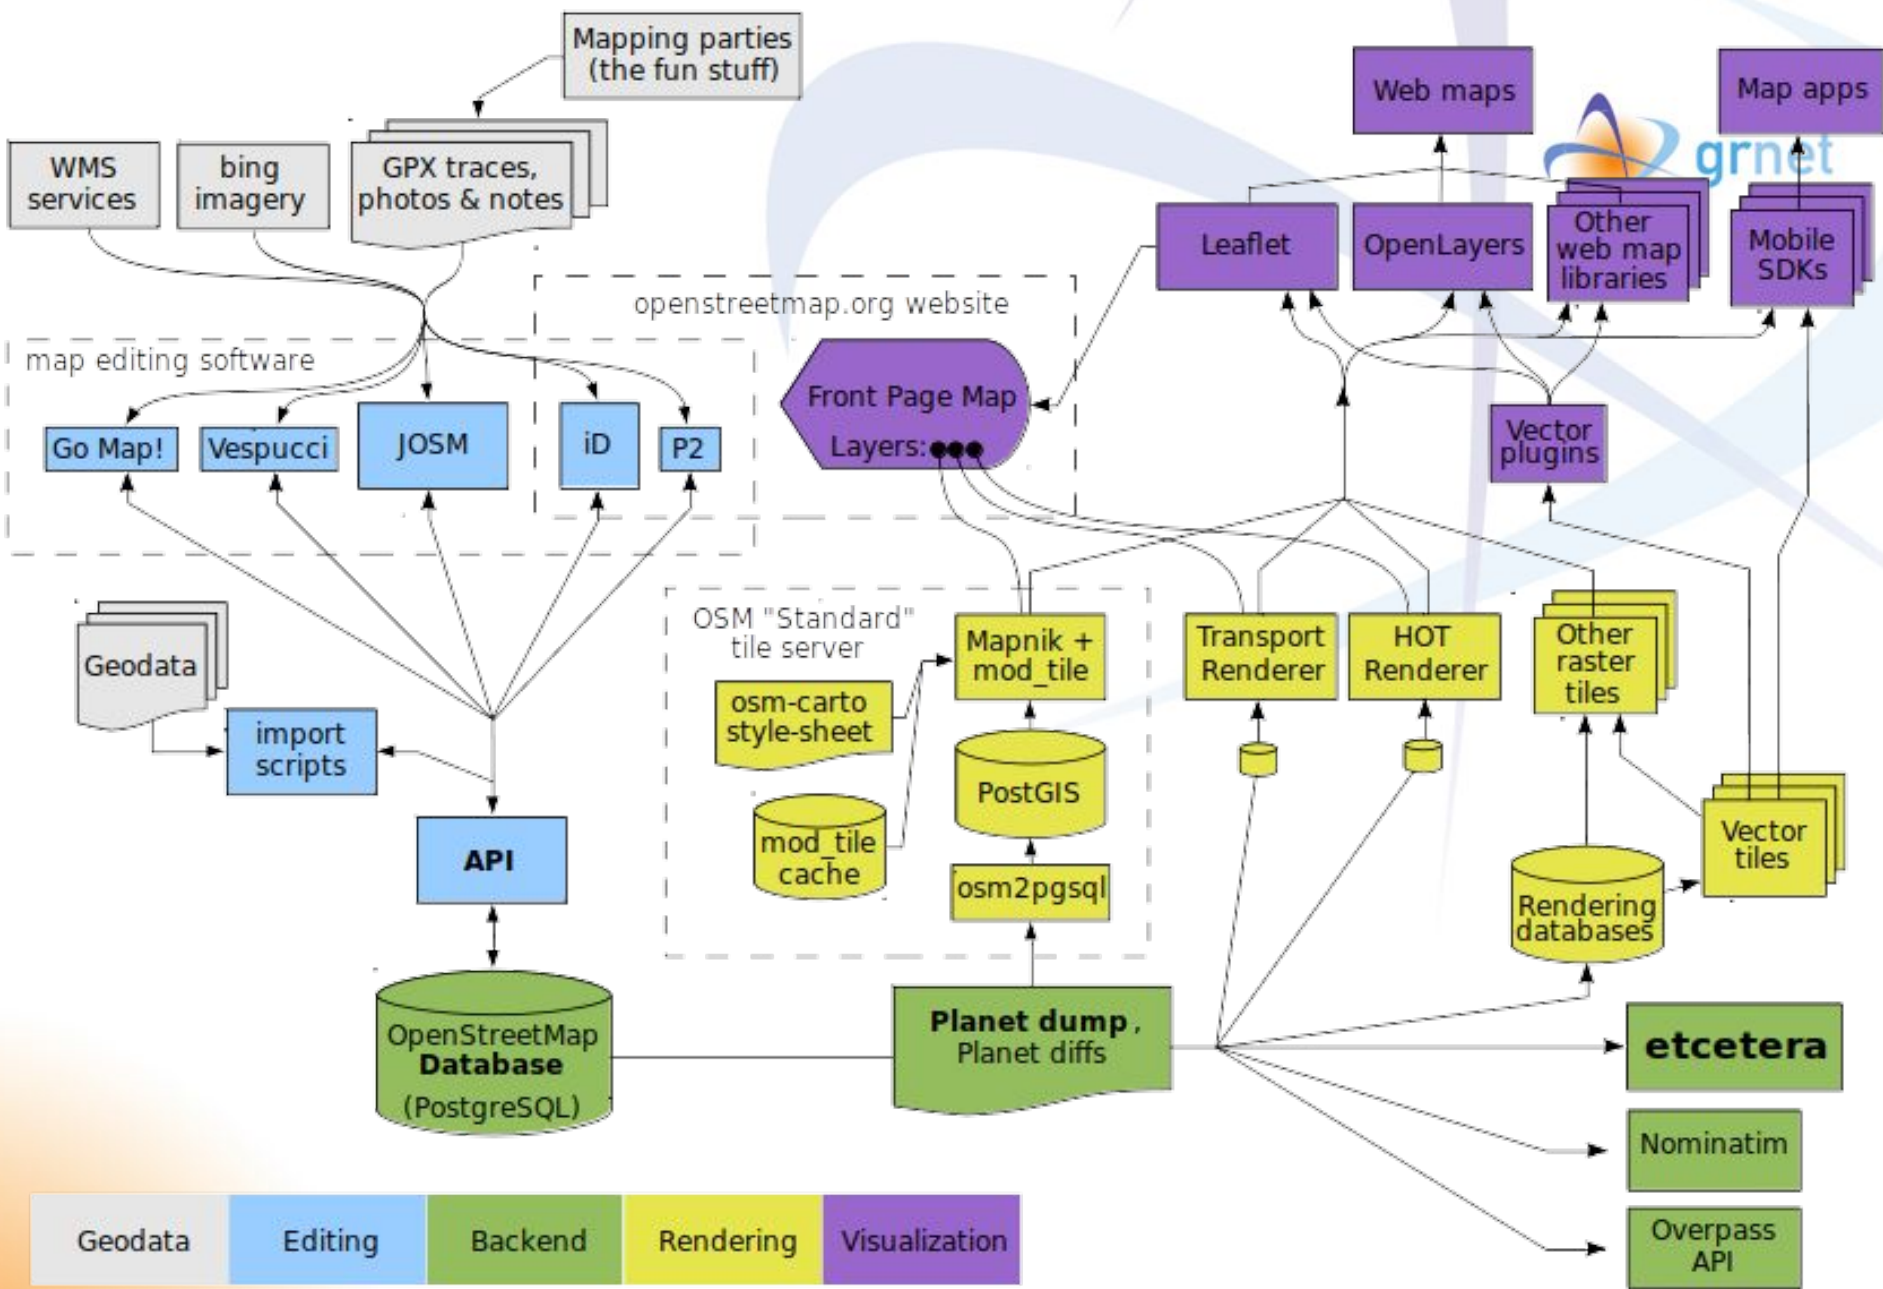 Mapping parties
(the fun stuff)
Web maps
Map apps
grnet
WMS
services
bing
imagery
GPX traces,
photos & notes
Leaflet
OpenLayers
Other
web map
libraries
Mobile
SDKs
openstreetmap.org website
map editing software
Front Page Map
Layers:
Go Map!
Vespucci
JOSM
iD
P2
Vector
plugins
OSM "Standard"
tile server
Mapnik +
mod_tile
Transport
Renderer
HOT
Renderer
Other
raster
tiles
Geodata
osm-carto
style-sheet
import
scripts
PostGIS
mod_tile
cache
Vector
tiles
API
osm2pgsql
Rendering
databases
OpenStreetMap
Database
(PostgreSQL)
Planet dump,
Planet diffs
etcetera
Nominatim
Overpass
API
Geodata
Editing
Backend
Rendering
Visualization